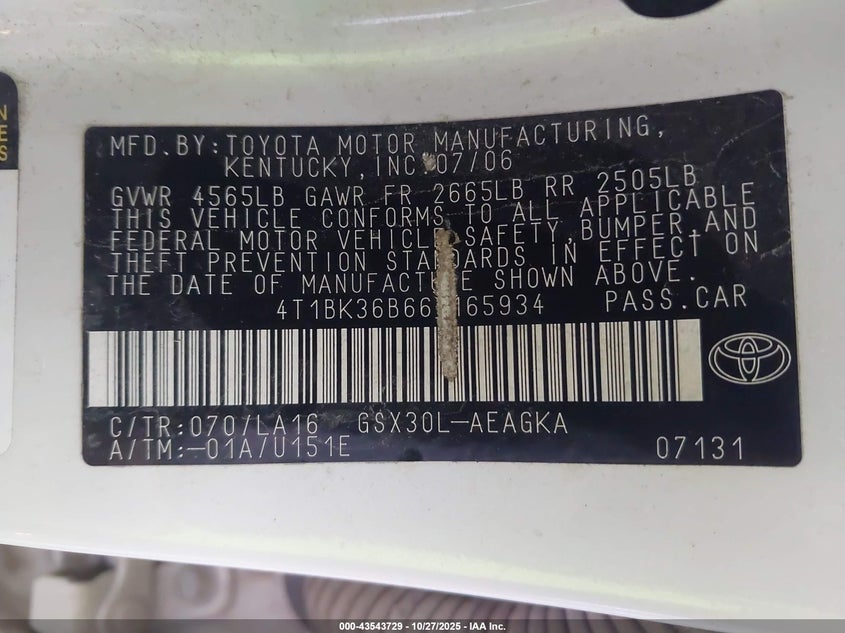 MFD.BY:TOYOTA MOTOR MANUFACTURING,
KENTUCKY,INC. 07/06
GVWR 4565LB GAWR FR 2665LB RR 2505LB
THIS VEHICLE CONFORMS TO ALL APPLICABLE
FEDERAL MOTOR VEHICLE SAFETY,BUMPER,AND
THEFT PREVENTION STANDARDS IN EFFECT ON
THE DATE OF MANUFACTURE SHOWN ABOVE.
4T1BK36B66U165934 PASS.CAR
C/TR:070/LA16 GSX30L-AEAGKA
A/TM:-01A/U151E 07131
000-43543729 | 10/27/2025 | IAA Inc.